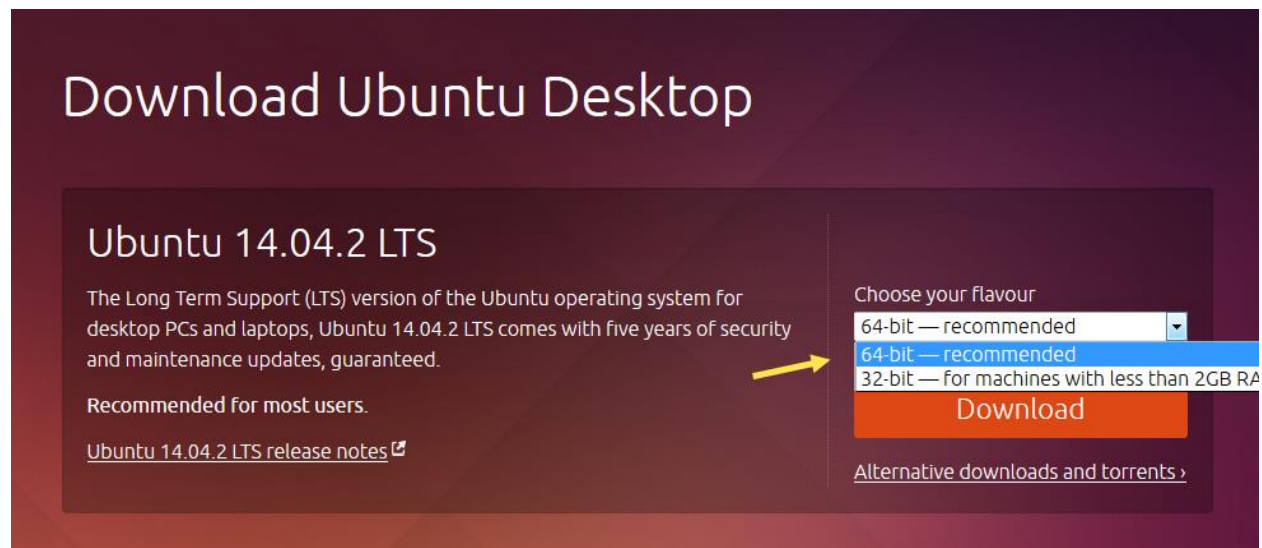 Download Ubuntu Desktop
Ubuntu 14.04.2 LTS
The Long Term Support (LTS) version of the Ubuntu operating system for
desktop PCs and laptops, Ubuntu 14.04.2 LTS comes with five years of security
and maintenance updates, guaranteed.
Recommended for most users.
Ubuntu 14.04.2 LTS release notes
Choose your flavour
64-bit — recommended
64-bit — recommended
32-bit — for machines with less than 2GB RA
Download
Alternative downloads and torrents ›